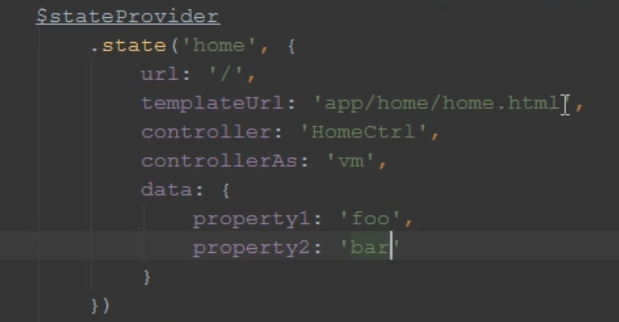 $stateProvider
.state('home', {
url: '/',
templateUrl: 'app/home/home.html',
controller: 'HomeCtrl',
controllerAs: 'vm',
data: {
property1: 'foo',
property2: 'bar'
}
})